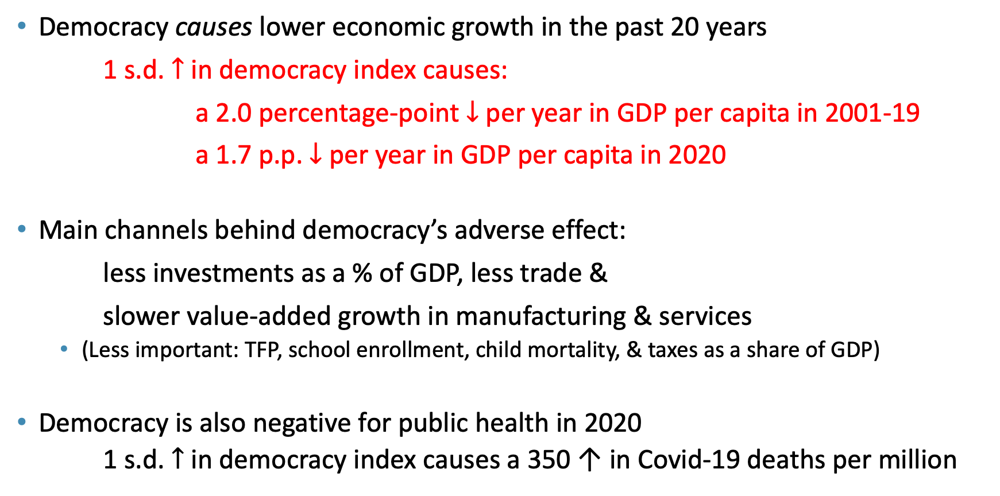 • Democracy causes lower economic growth in the past 20 years
1 s.d. ↑ in democracy index causes:
a 2.0 percentage-point ↓ per year in GDP per capita in 2001-19
a 1.7 p.p. ↓ per year in GDP per capita in 2020
• Main channels behind democracy’s adverse effect:
less investments as a % of GDP, less trade &
slower value-added growth in manufacturing & services
• (Less important: TFP, school enrollment, child mortality, & taxes as a share of GDP)
• Democracy is also negative for public health in 2020
1 s.d. ↑ in democracy index causes a 350 ↑ in Covid-19 deaths per million